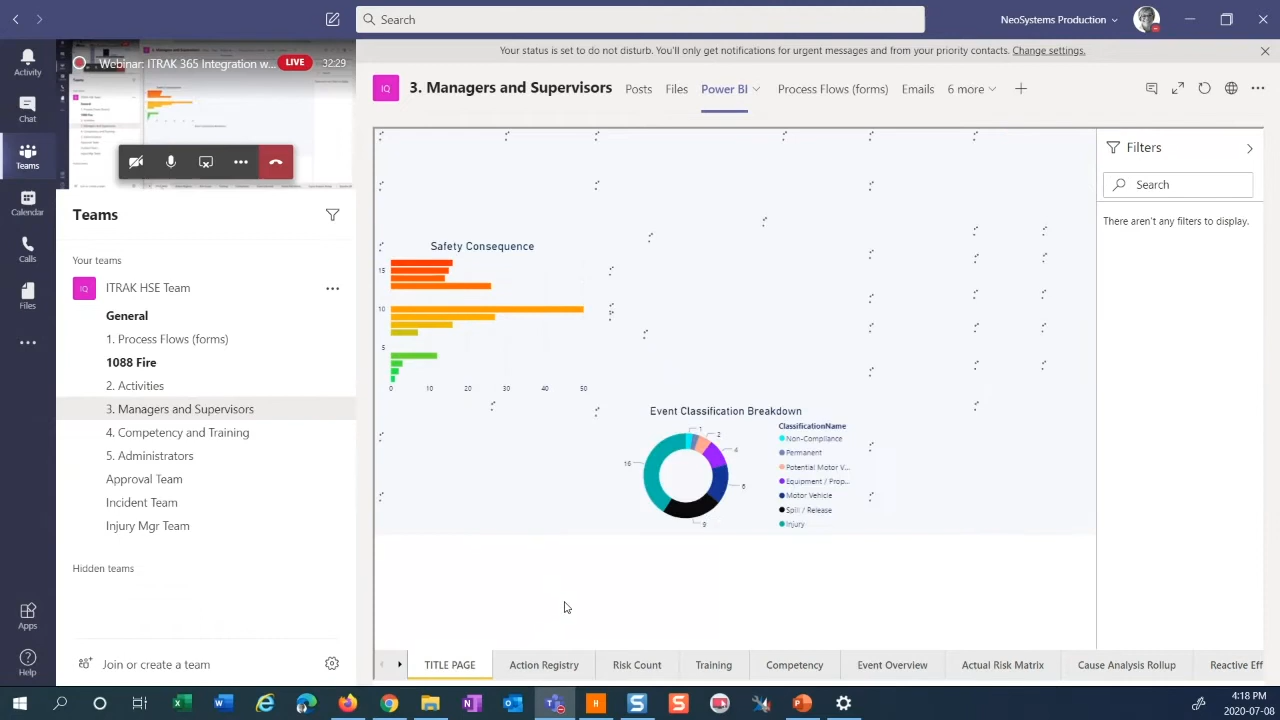 Search
NeoSystems Production
Activity
Webinar: ITRAK 365 Integration w... LIVE 32:29
Your status is set to do not disturb. You'll only get notifications for urgent messages and from your priority contacts. Change settings.
IQ 3. Managers and Supervisors Posts Files Power BI Process Flows (forms) Emails 1 more
Chat
Teams
Calendar
Calls
Files
Apps
Help
Teams
Your teams
IQ ITRAK HSE Team
General
1. Process Flows (forms)
1088 Fire
2. Activities
3. Managers and Supervisors
4. Competency and Training
5. Administrators
Approval Team
Incident Team
Injury Mgr Team
Hidden teams
Join or create a team
Safety Consequence
15
10
5
0 10 20 30 40 50
Event Classification Breakdown
1
2
4
6
9
16
ClassificationName
Non-Compliance
Permanent
Potential Motor V...
Equipment / Prop...
Motor Vehicle
Spill / Release
Injury
Filters
Search
There aren't any filters to display.
TITLE PAGE Action Registry Risk Count Training Competency Event Overview Actual Risk Matrix Cause Analysis Rollup Reactive Eff
4:18 PM
2020-07-08